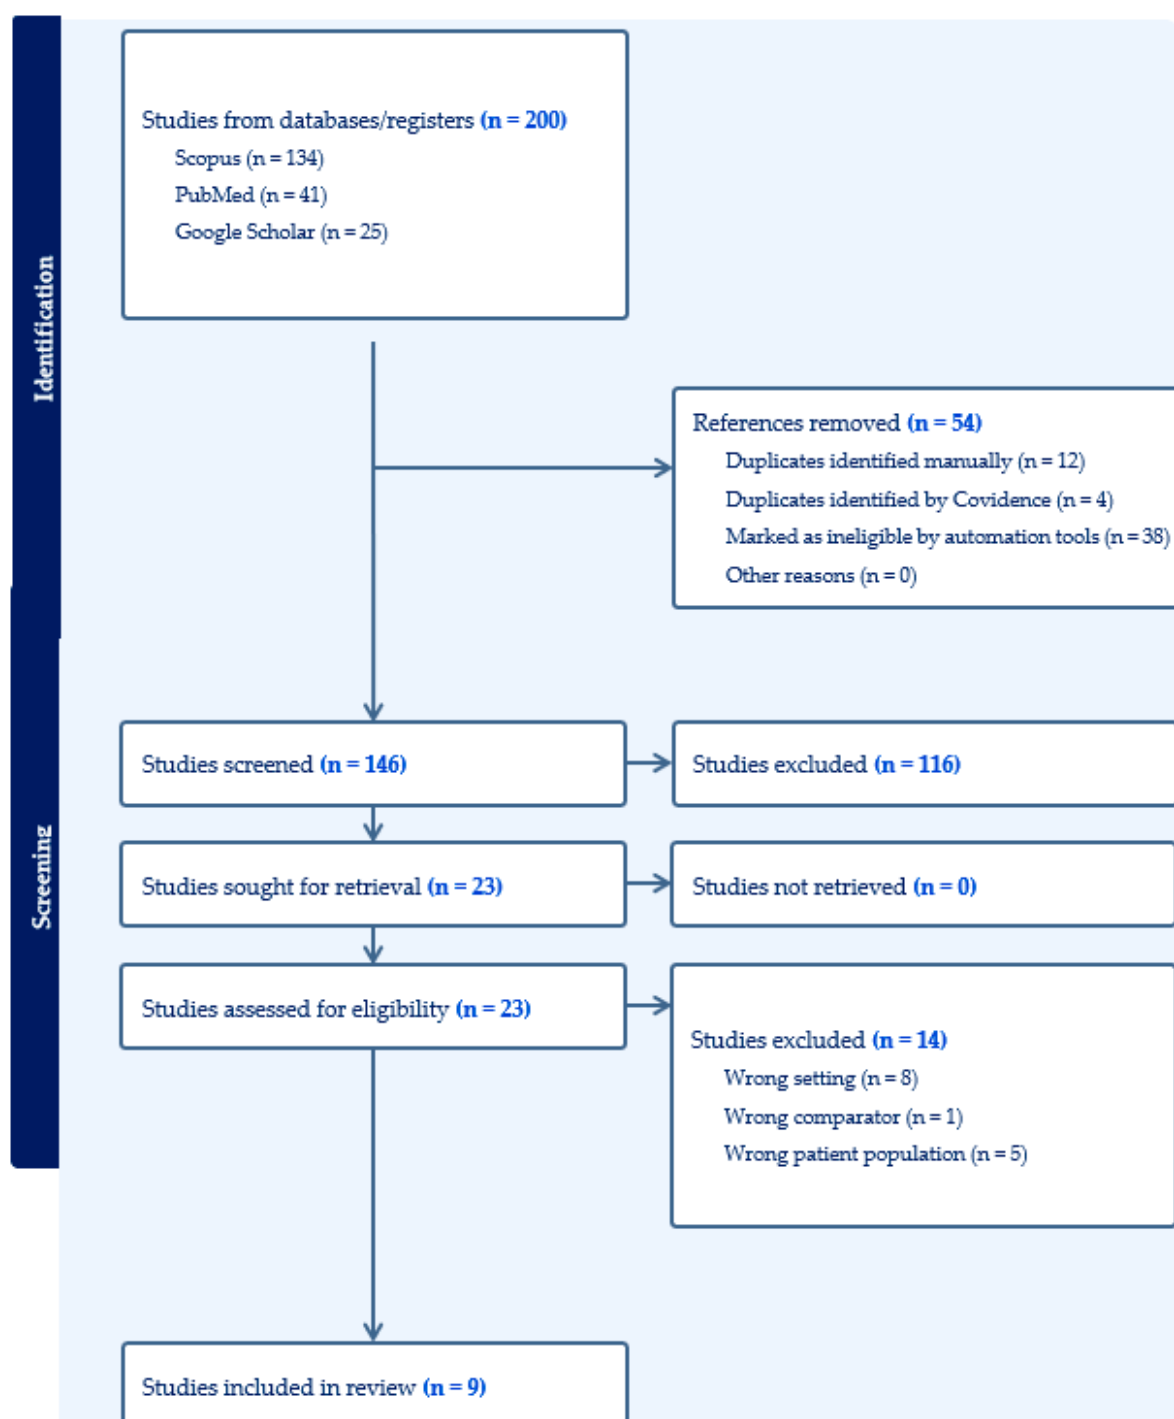 Identification
Studies from databases/registers (n = 200)
Scopus (n = 134)
PubMed (n = 41)
Google Scholar (n = 25)
References removed (n = 54)
Duplicates identified manually (n = 12)
Duplicates identified by Covidence (n = 4)
Marked as ineligible by automation tools (n = 38)
Other reasons (n = 0)
Screening
Studies screened (n = 146)
Studies excluded (n = 116)
Studies sought for retrieval (n = 23)
Studies not retrieved (n = 0)
Studies assessed for eligibility (n = 23)
Studies excluded (n = 14)
Wrong setting (n = 8)
Wrong comparator (n = 1)
Wrong patient population (n = 5)
Studies included in review (n = 9)